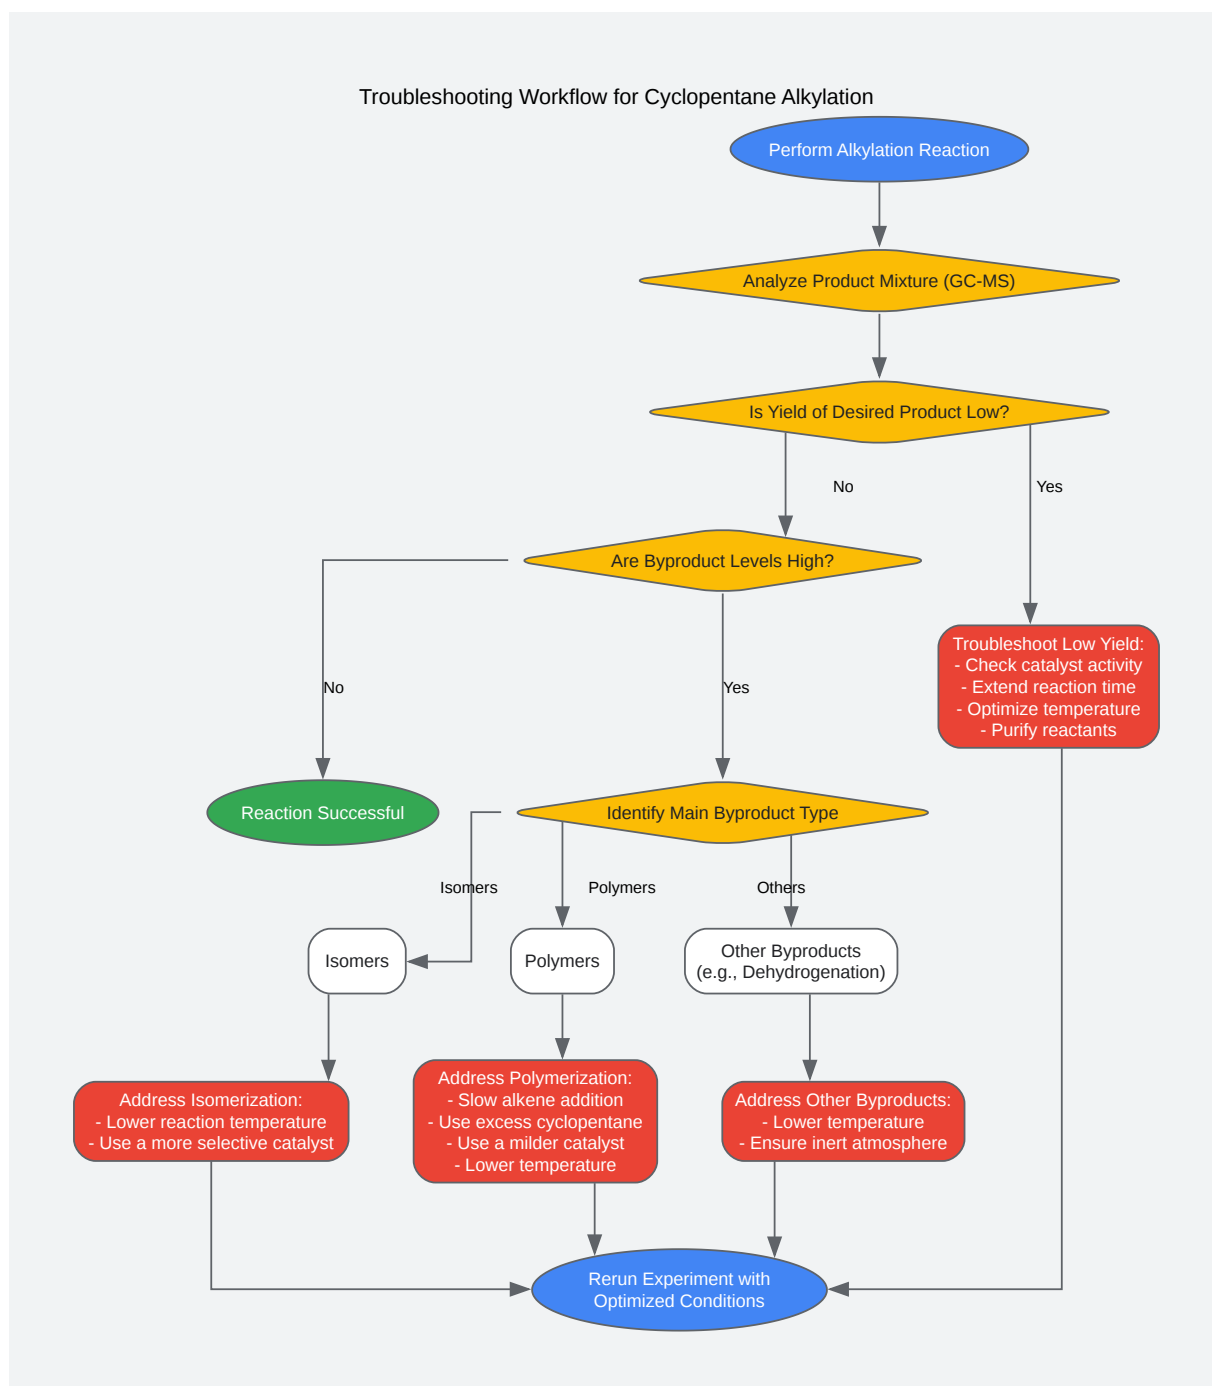 Troubleshooting Workflow for Cyclopentane Alkylation
Perform Alkylation Reaction
Analyze Product Mixture (GC-MS)
Is Yield of Desired Product Low?
No
Yes
Are Byproduct Levels High?
Troubleshoot Low Yield:
- Check catalyst activity
- Extend reaction time
- Optimize temperature
- Purify reactants
No
Yes
Reaction Successful
Identify Main Byproduct Type
Isomers
Polymers
Others
Isomers
Polymers
Other Byproducts
(e.g., Dehydrogenation)
Address Isomerization:
- Lower reaction temperature
- Use a more selective catalyst
Address Polymerization:
- Slow alkene addition
- Use excess cyclopentane
- Use a milder catalyst
- Lower temperature
Address Other Byproducts:
- Lower temperature
- Ensure inert atmosphere
Rerun Experiment with
Optimized Conditions